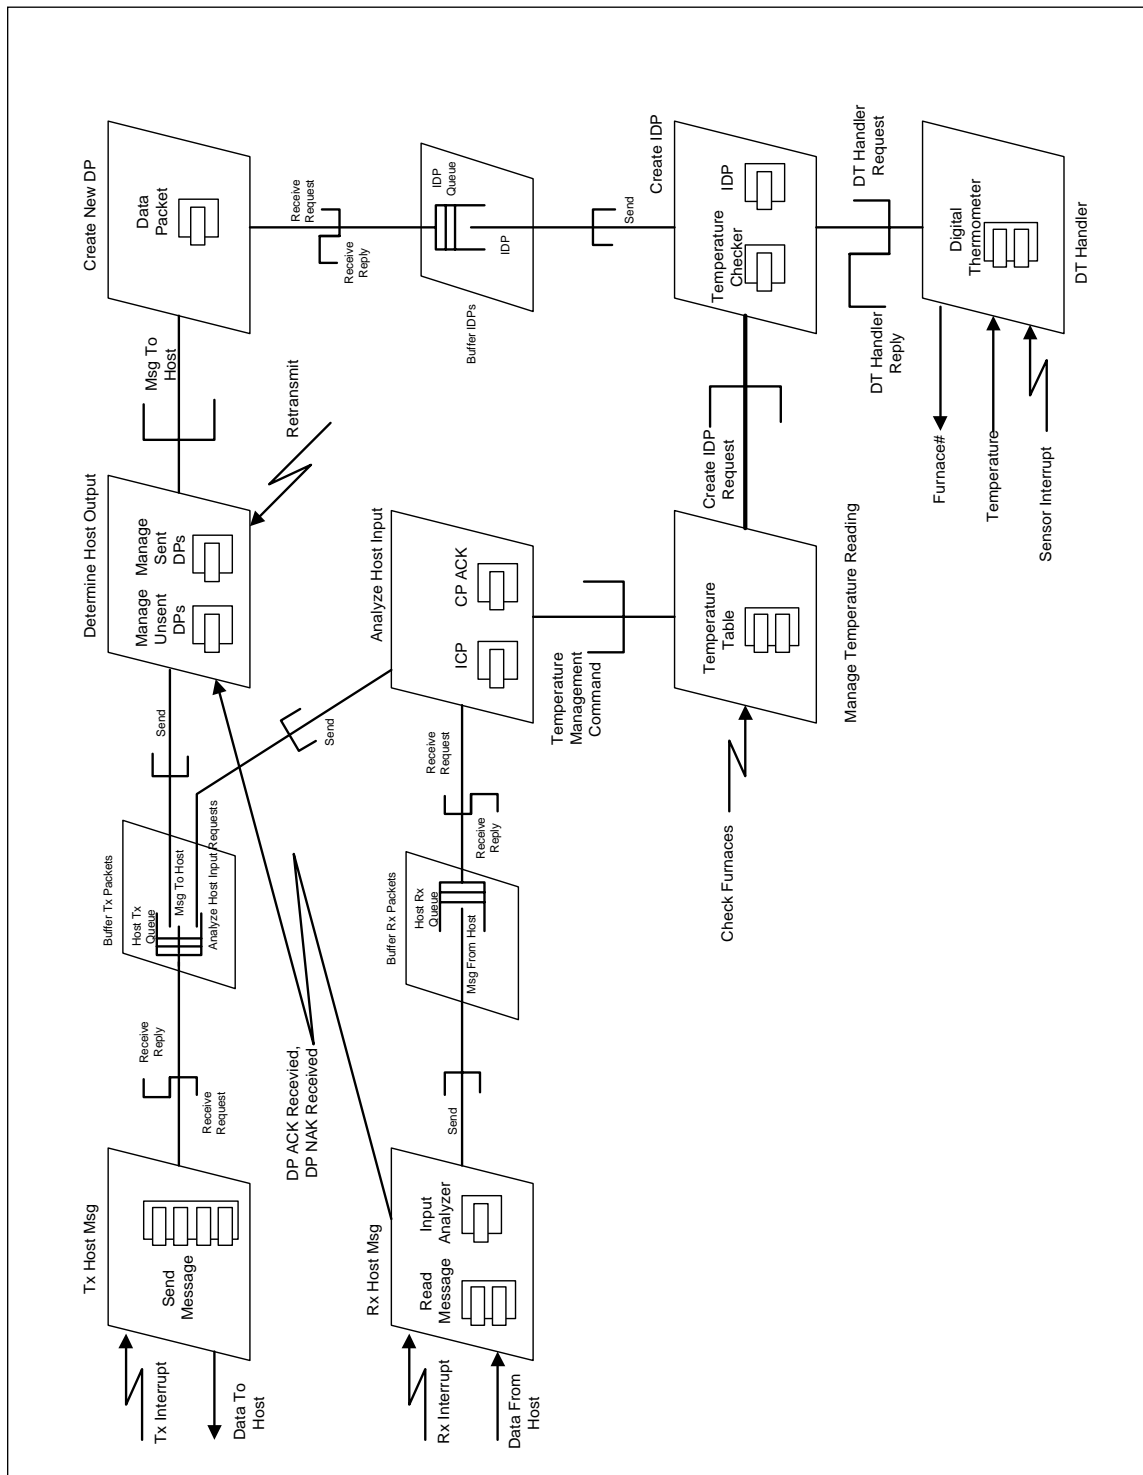 Tx Host Msg
Send
Message
Tx Interrupt
Data To
Host
Receive
Reply
Receive
Request
Buffer Tx Packets
Host Tx
Queue
Msg To Host
Analyze Host Input Requests
Send
Determine Host Output
Manage
Unsent
DPs
Manage
Sent
DPs
Msg To
Host
Create New DP
Data
Packet
Retransmit
Receive
Request
Receive
Reply
DP ACK Recevied,
DP NAK Received
Send
Rx Host Msg
Read
Message
Input
Analyzer
Rx Interrupt
Data From
Host
Send
Buffer Rx Packets
Host Rx
Queue
Msg From Host
Receive
Request
Receive
Reply
Analyze Host Input
ICP
CP ACK
Buffer IDPs
IDP
Queue
IDP
Send
Temperature
Management
Command
Create IDP
Temperature
Checker
IDP
Create IDP
Request
Temperature
Table
Manage Temperature Reading
Check Furnaces
DT Handler
Request
DT Handler
Reply
Digital
Thermometer
DT Handler
Furnace#
Temperature
Sensor Interrupt